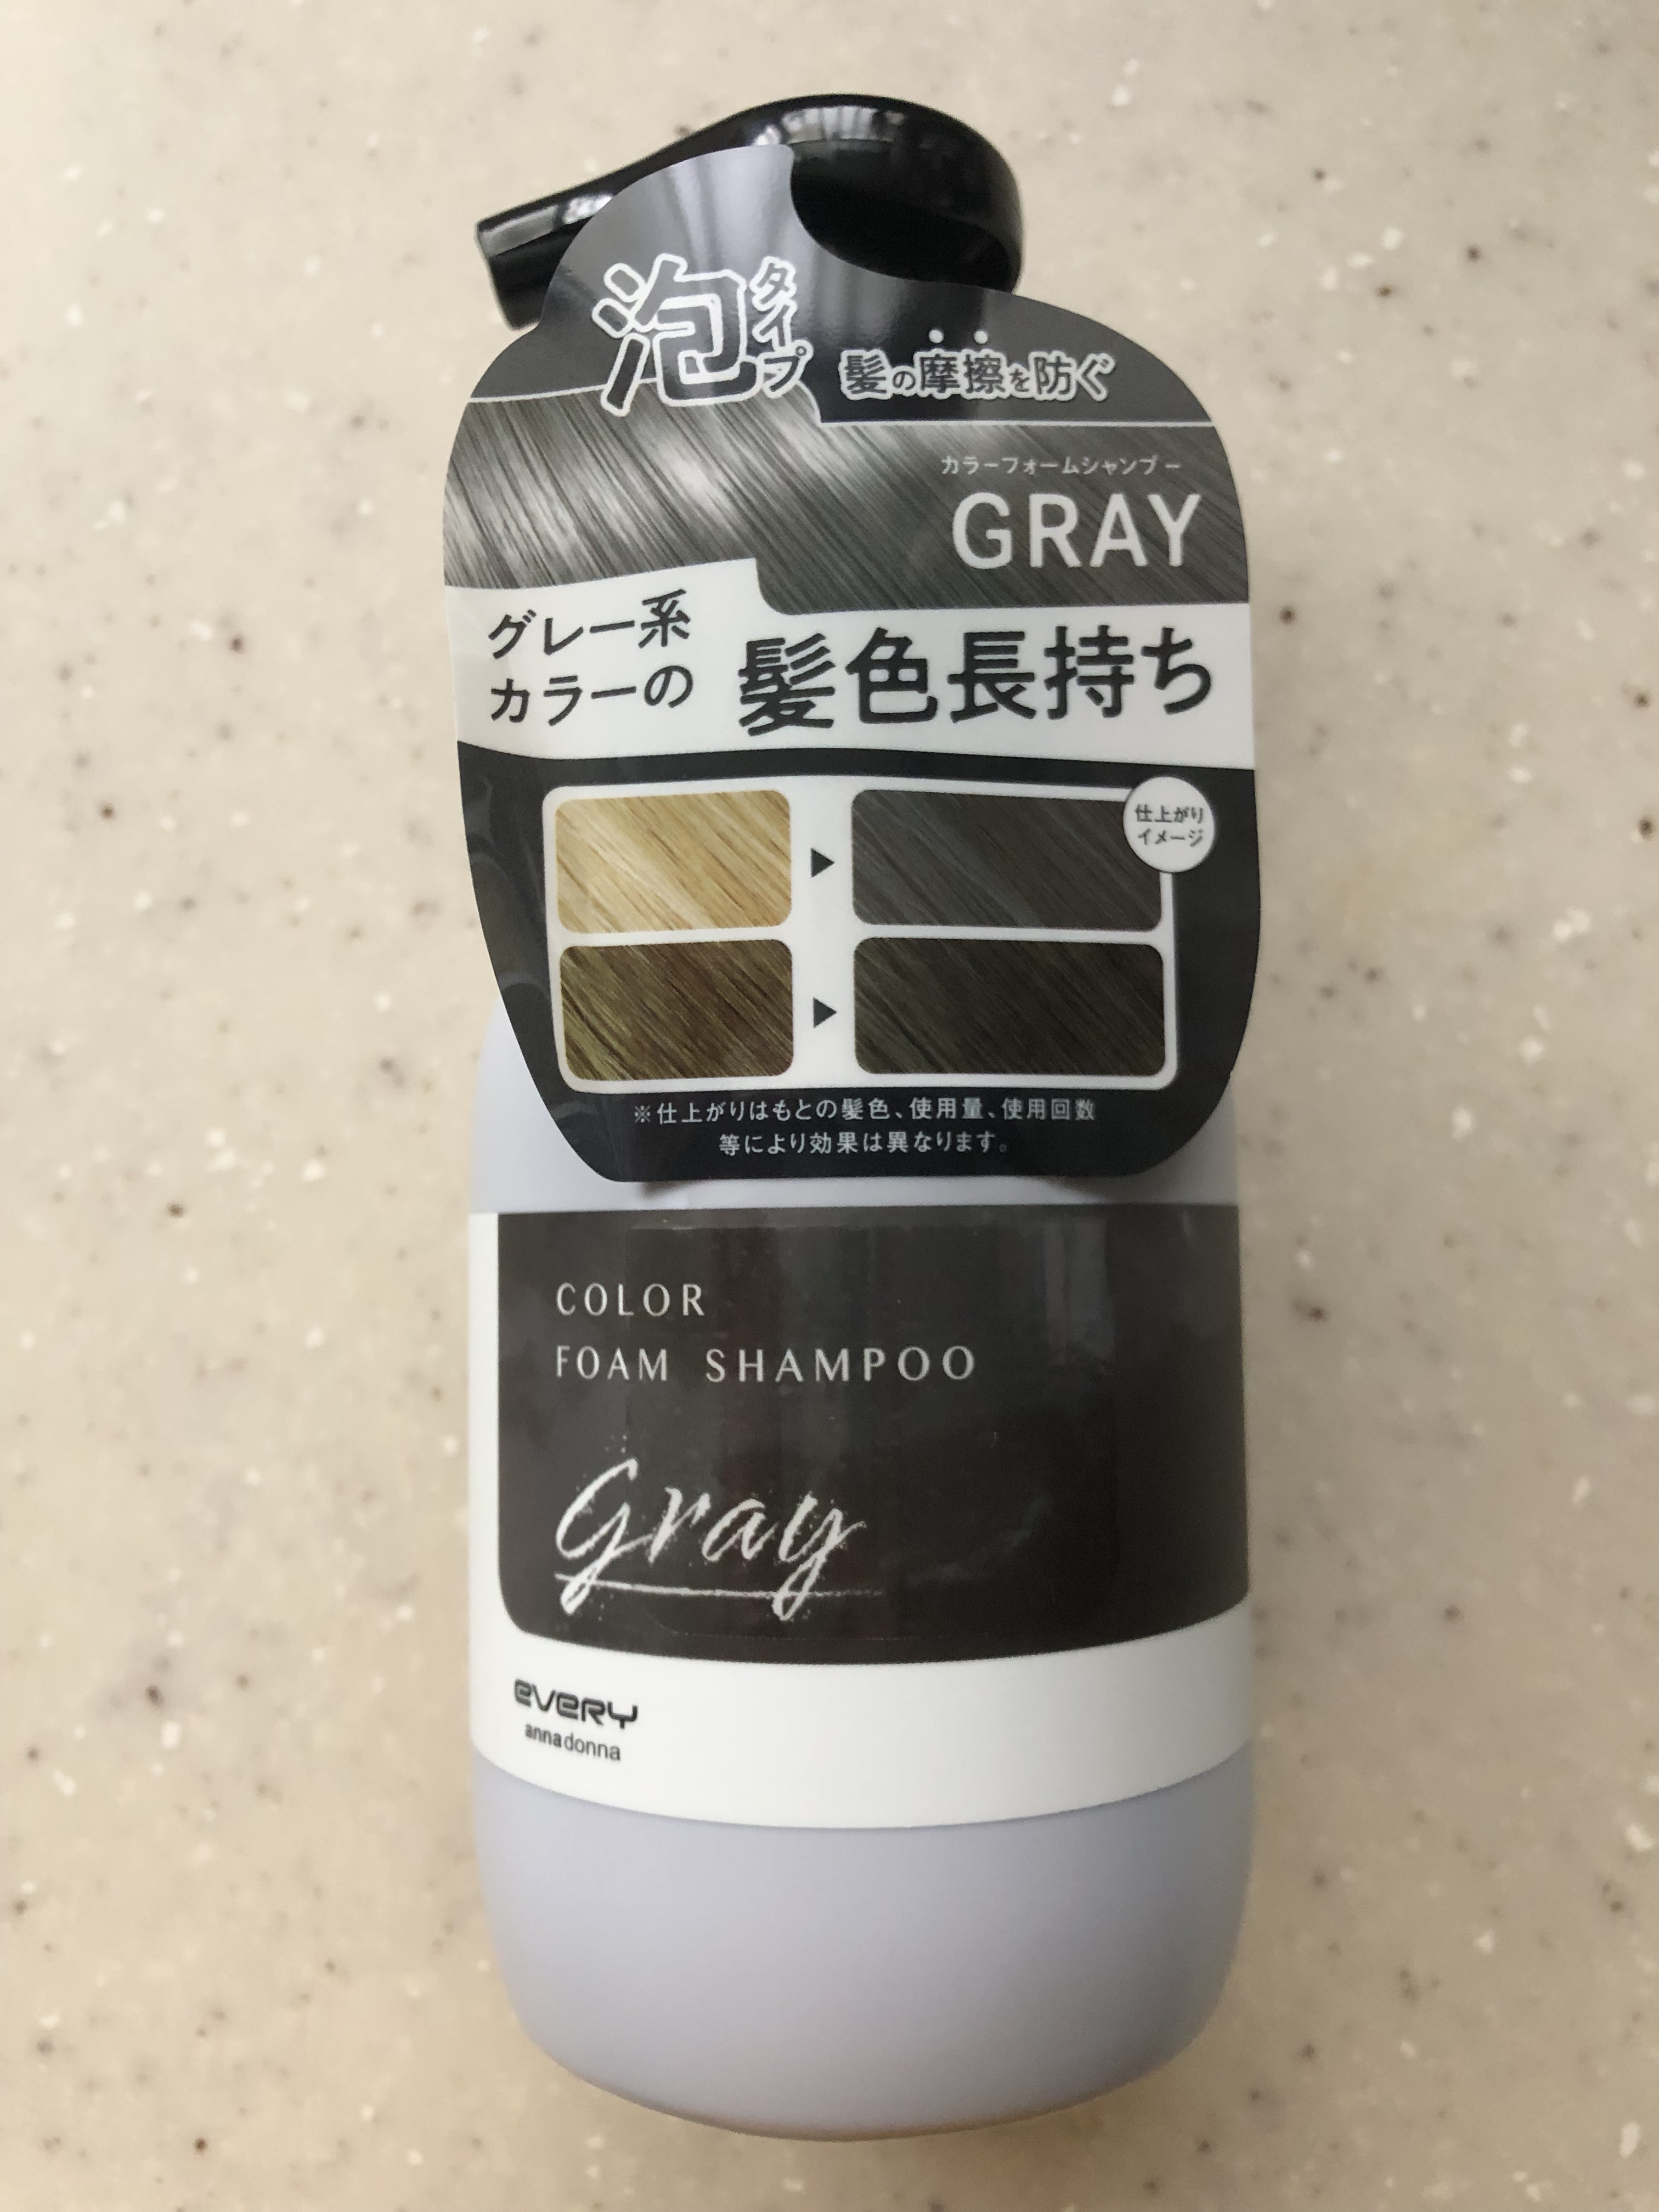 泡タイプ
髪の摩擦を防ぐ
カラーフォームシャンプー
GRAY
グレー系
カラーの
髪色長持ち
仕上がり
イメージ
※仕上がりはもとの髪色、使用量、使用回数
等により効果は異なります。
COLOR
FOAM SHAMPOO
Gray
EVERY
annadonna